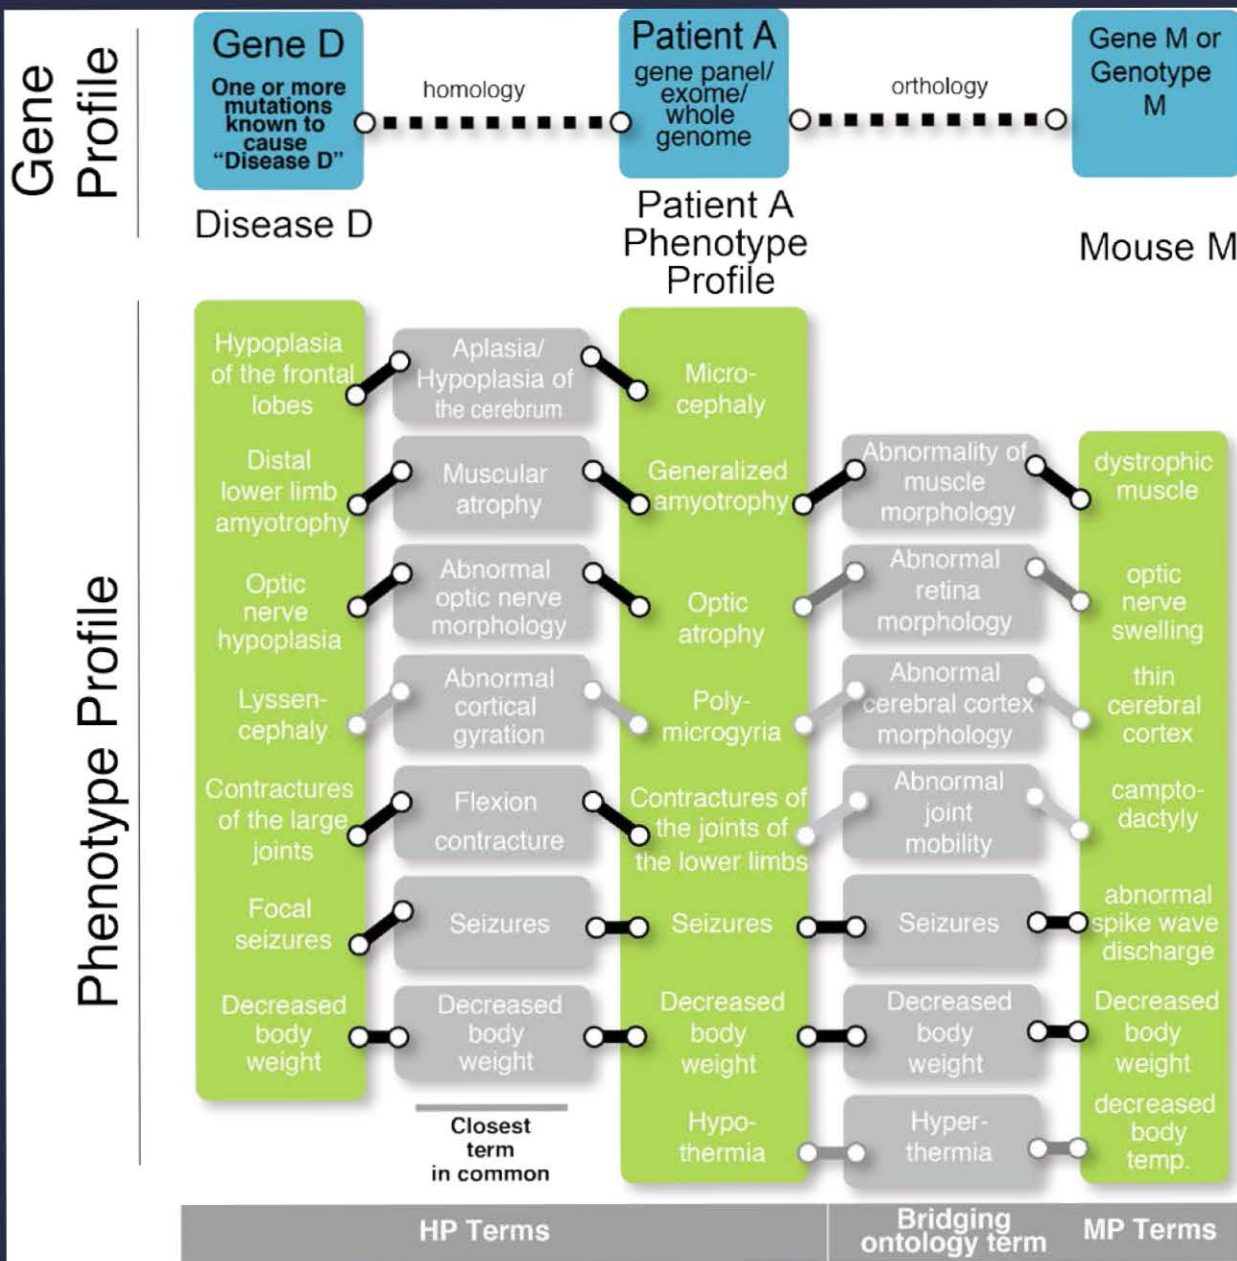 Gene
Profile
Gene D
One or more
mutations
known to
cause
“Disease D”
homology
Patient A
gene panel/
exome/
whole
genome
orthology
Gene M or
Genotype
M
Disease D
Patient A
Phenotype
Profile
Mouse M
Phenotype Profile
Hypoplasia
of the frontal
lobes
Aplasia/
Hypoplasia of
the cerebrum
Micro-
cephaly
Distal
lower limb
amyotrophy
Muscular
atrophy
Generalized
amyotrophy
Abnormality of
muscle
morphology
dystrophic
muscle
Optic
nerve
hypoplasia
Abnormal
optic nerve
morphology
Optic
atrophy
Abnormal
retina
morphology
optic
nerve
swelling
Lyssen-
cephaly
Abnormal
cortical
gyration
Poly-
microgyria
Abnormal
cerebral cortex
morphology
thin
cerebral
cortex
Contractures
of the large
joints
Flexion
contracture
Contractures of
the joints of
the lower limbs
Abnormal
joint
mobility
campto-
dactyly
Focal
seizures
Seizures
Seizures
Seizures
abnormal
spike wave
discharge
Decreased
body
weight
Decreased
body
weight
Decreased
body
weight
Decreased
body
weight
Decreased
body
weight
Closest
term
in common
Hypo-
thermia
Hyper-
thermia
decreased
body
temp.
HP Terms
Bridging
ontology term
MP Terms